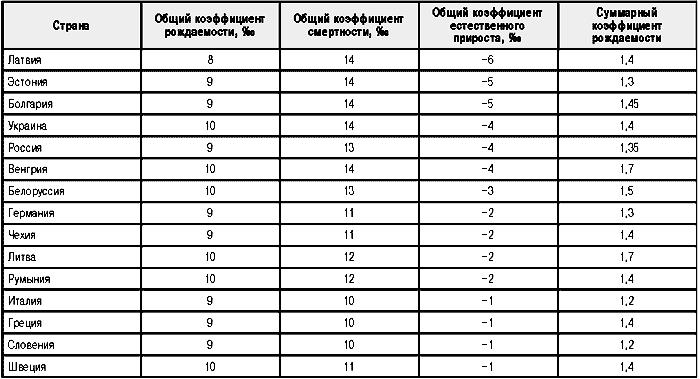 Страна | Общий коэффициент рождаемости, ‰ | Общий коэффициент смертности, ‰ | Общий коэффициент естественного прироста, ‰ | Суммарный коэффициент рождаемости
Латвия 8 14 −6 1,4
Эстония 9 14 −5 1,3
Болгария 9 14 −5 1,45
Украина 10 14 −4 1,4
Россия 9 13 −4 1,35
Венгрия 10 14 −4 1,7
Белоруссия 10 13 −3 1,5
Германия 9 11 −2 1,3
Чехия 9 11 −2 1,4
Литва 10 12 −2 1,7
Румыния 10 12 −2 1,4
Италия 9 10 −1 1,2
Греция 9 10 −1 1,4
Словения 9 10 −1 1,2
Швеция 10 11 −1 1,4